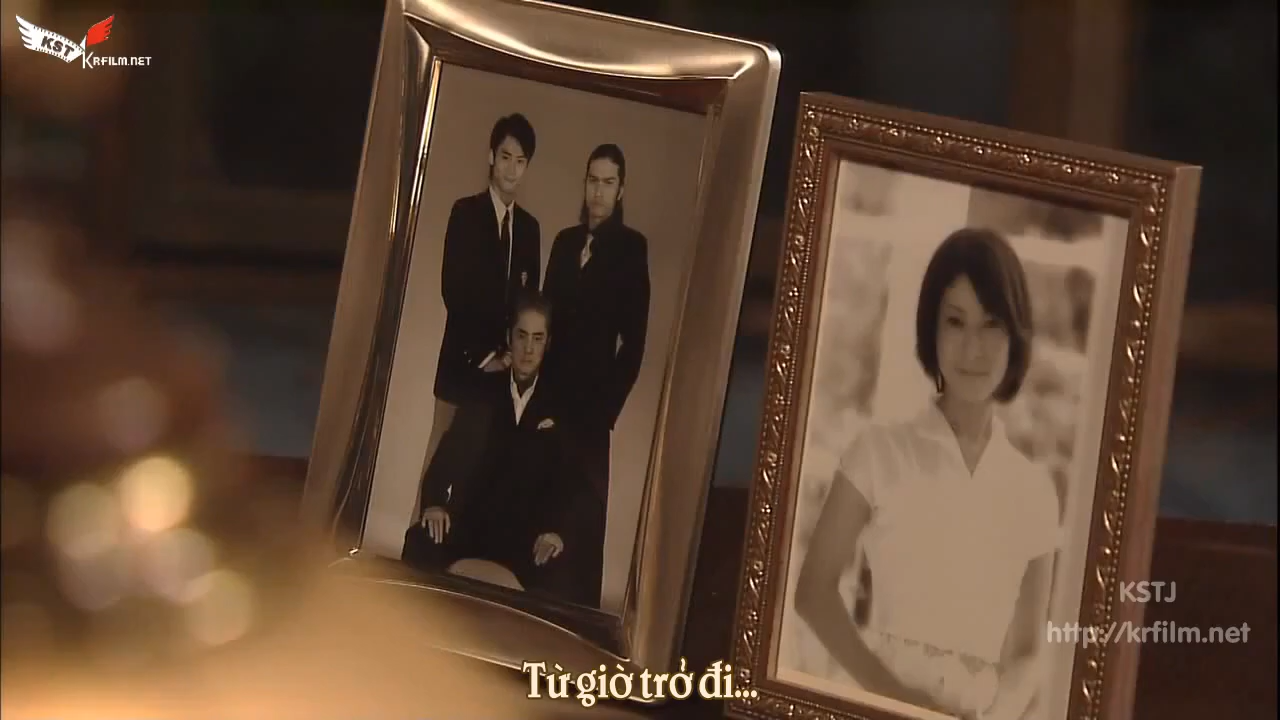 KST
KRFILM.NET
KSTJ
http://krfilm.net
Từ giờ trở đi...